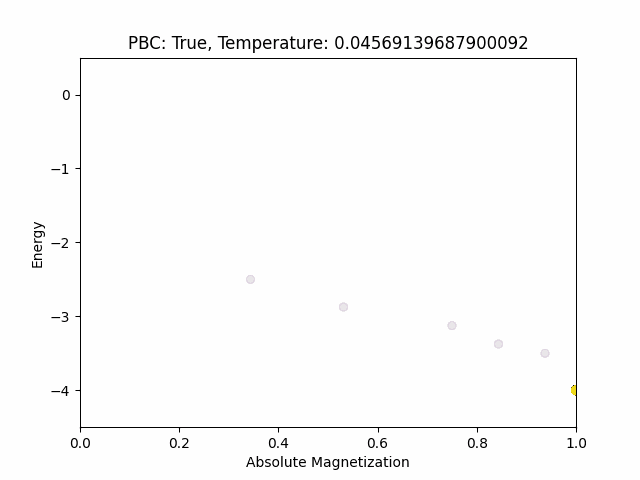 PBC: True, Temperature: 0.04569139687900092
0
−1
−2
−3
−4
Energy
0.0 0.2 0.4 0.6 0.8 1.0
Absolute Magnetization